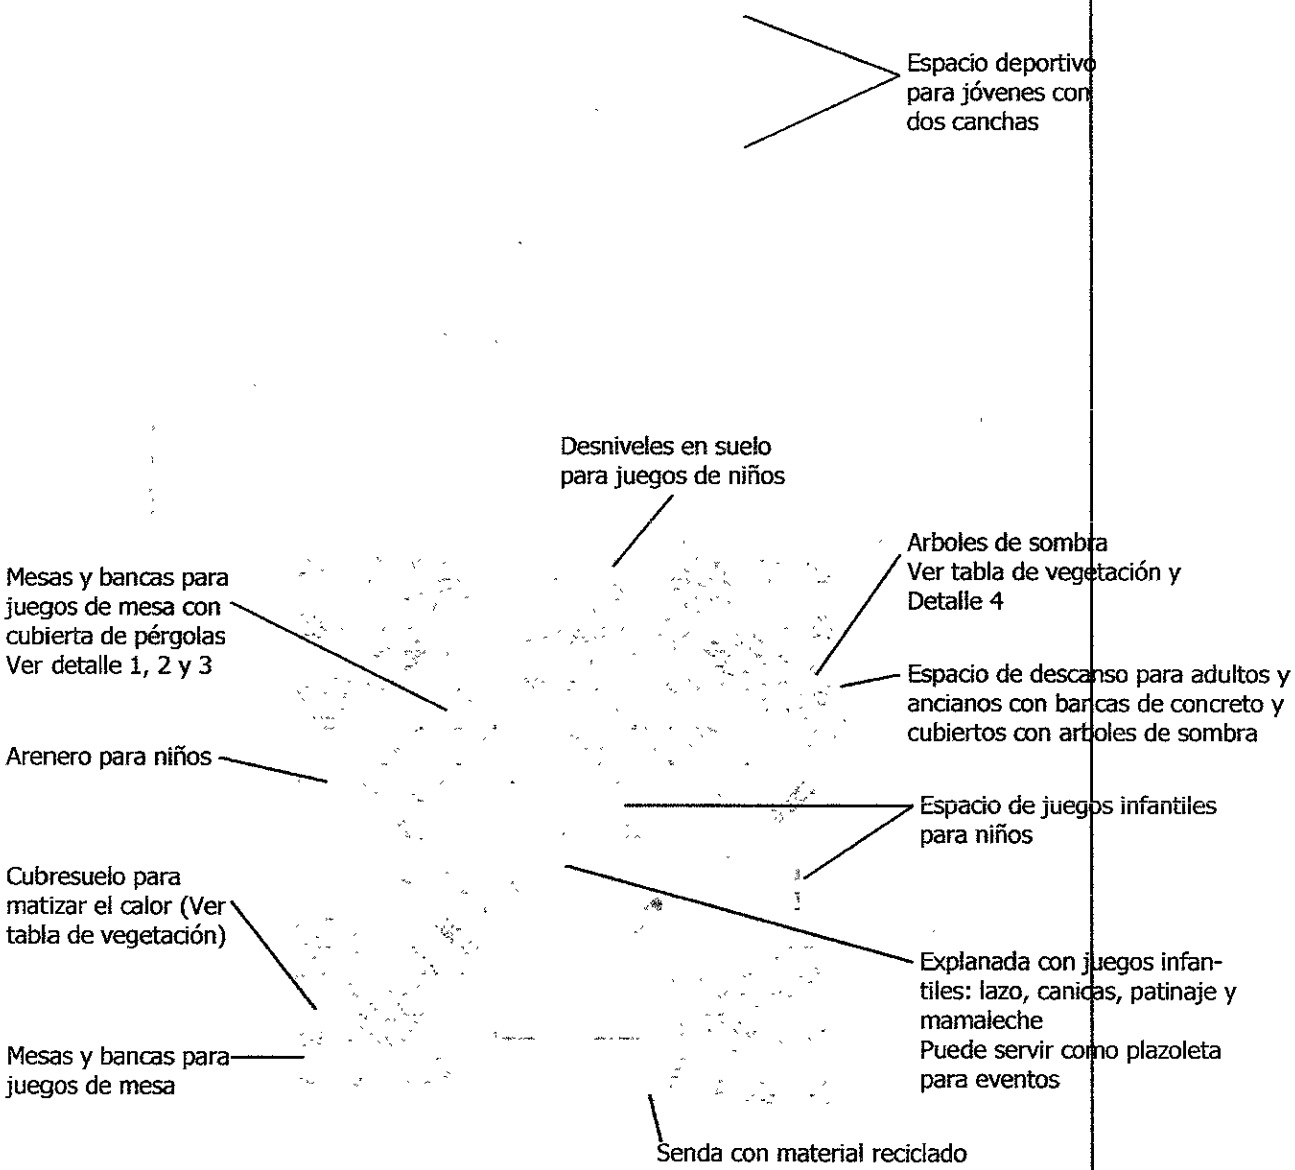 Espacio deportivo
para jóvenes con
dos canchas
Desniveles en suelo
para juegos de niños
Mesas y bancas para
juegos de mesa con
cubierta de pérgolas
Ver detalle 1, 2 y 3
Arboles de sombra
Ver tabla de vegetación y
Detalle 4
Espacio de descanso para adultos y
ancianos con bancas de concreto y
cubiertos con arboles de sombra
Arenero para niños
Espacio de juegos infantiles
para niños
Cubresuelo para
matizar el calor (Ver
tabla de vegetación)
Explanada con juegos infan-
tiles: lazo, canicas, patinaje y
mamaleche
Puede servir como plazoleta
para eventos
Mesas y bancas para
juegos de mesa
Senda con material reciclado